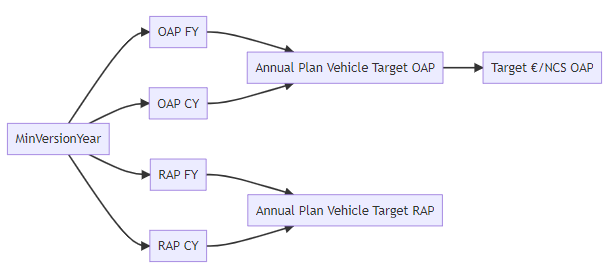 OAP FY
Annual Plan Vehicle Target OAP
Target €/NCS OAP
OAP CY
MinVersionYear
RAP FY
Annual Plan Vehicle Target RAP
RAP CY